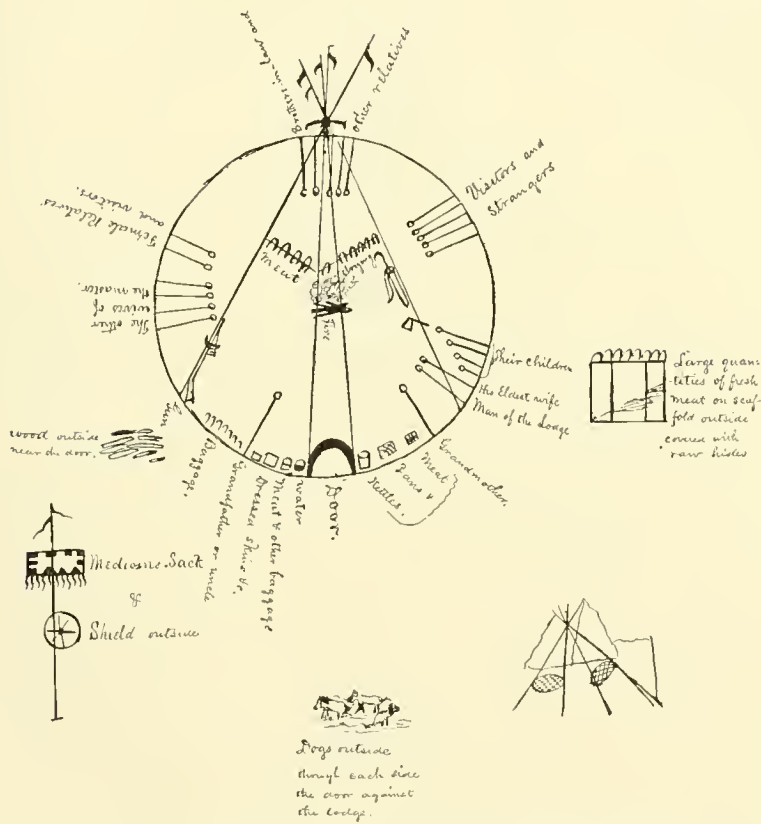 Brothers-in-law and
other relatives
Visitors and
Strangers
Female Relatives
and visitors.
The other
wives of
the master.
Meat
drying
Fire
Their children
His Eldest wife
Man of the Lodge
Large quan-
tities of fresh
meat on scaf-
fold outside
covered with
raw hides
Gun
wood outside
near the door.
Baggage.
Grandfather or uncle
Dressed skins &c.
Meat & other baggage
water
Door.
Kettles.
Pans &
Meat
Grandmother.
Medicine Sack
&
Shield outside
Dogs outside
though each side
the door against
the lodge.